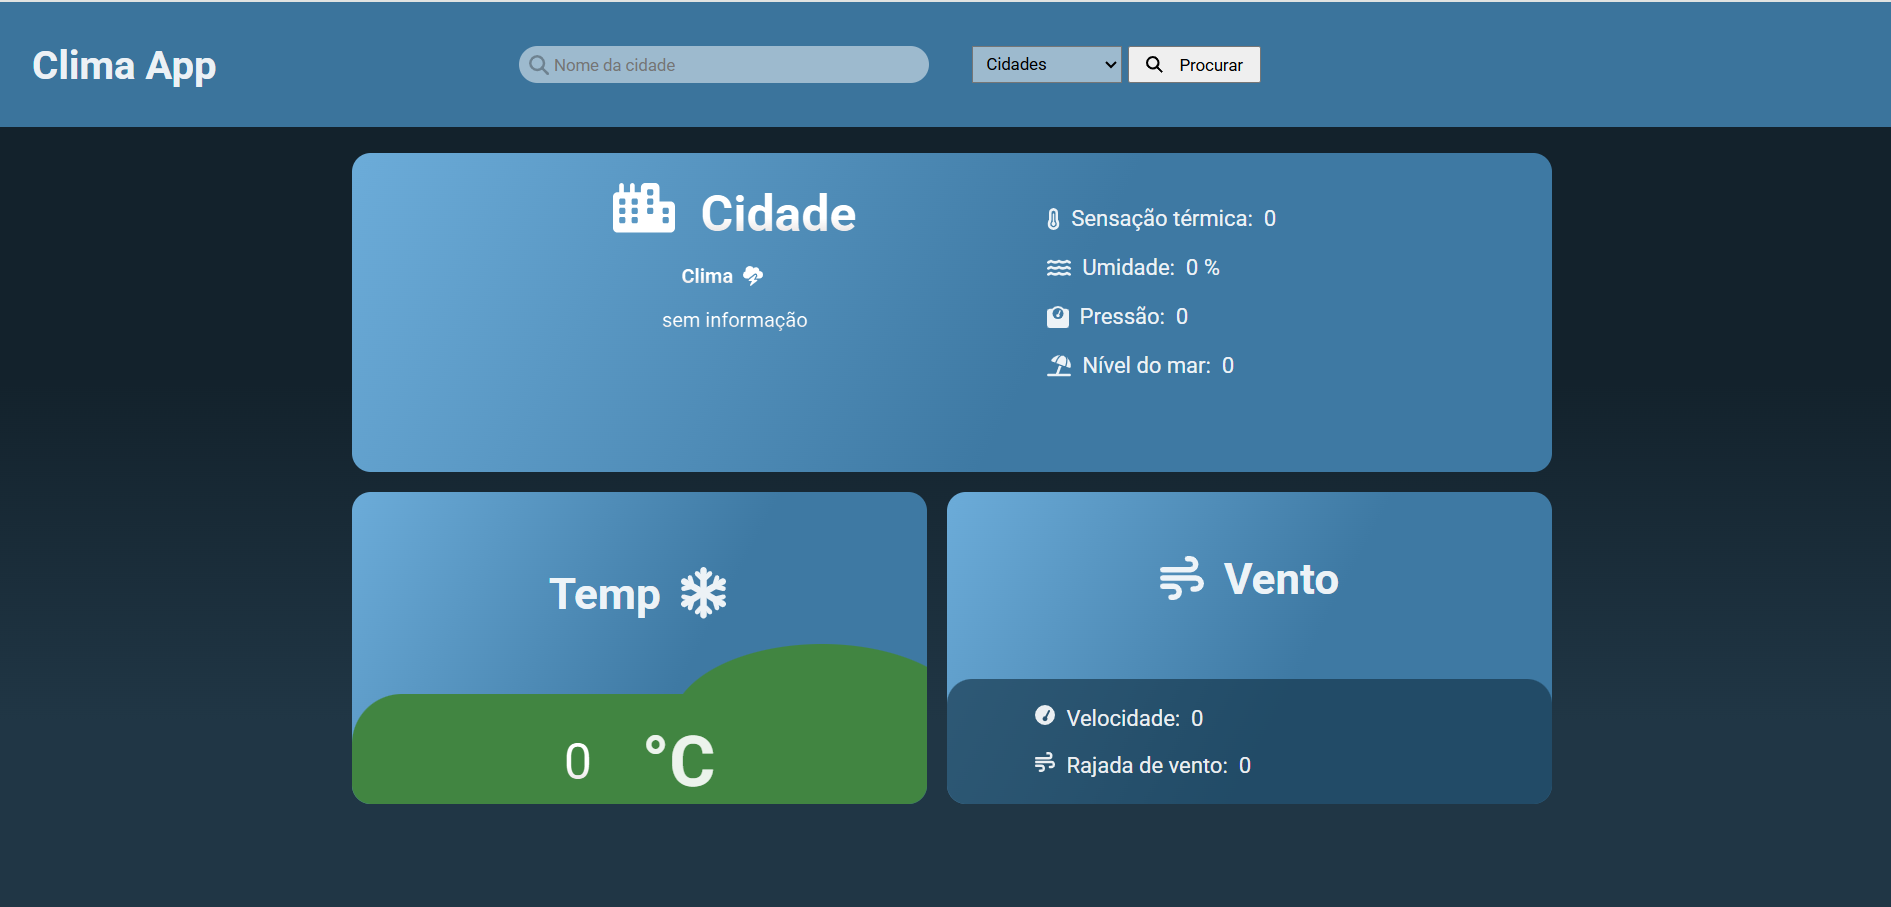 Clima App
Nome da cidade
Cidades
Procurar
Cidade
Clima
sem informação
Sensação térmica: 0
Umidade: 0 %
Pressão: 0
Nível do mar: 0
Temp
0 °C
Vento
Velocidade: 0
Rajada de vento: 0